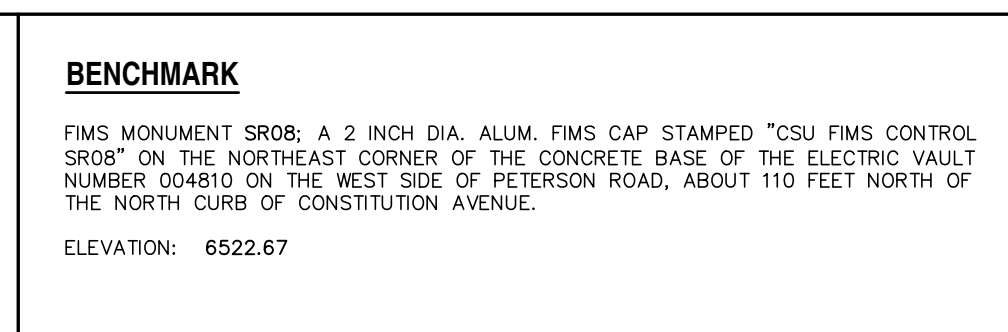 BENCHMARK
FIMS MONUMENT SR08; A 2 INCH DIA. ALUM. FIMS CAP STAMPED "CSU FIMS CONTROL
SR08" ON THE NORTHEAST CORNER OF THE CONCRETE BASE OF THE ELECTRIC VAULT
NUMBER 004810 ON THE WEST SIDE OF PETERSON ROAD, ABOUT 110 FEET NORTH OF
THE NORTH CURB OF CONSTITUTION AVENUE.
ELEVATION: 6522.67